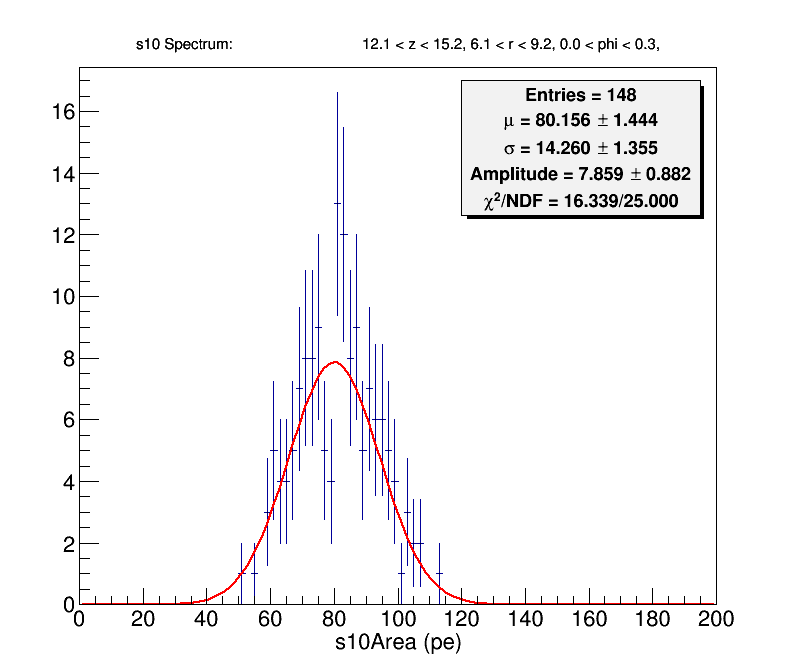 s10 Spectrum: 12.1 < z < 15.2, 6.1 < r < 9.2, 0.0 < phi < 0.3,
Entries = 148
μ = 80.156 ± 1.444
σ = 14.260 ± 1.355
Amplitude = 7.859 ± 0.882
χ²/NDF = 16.339/25.000
16
14
12
10
8
6
4
2
0
0 20 40 60 80 100 120 140 160 180 200
s10Area (pe)